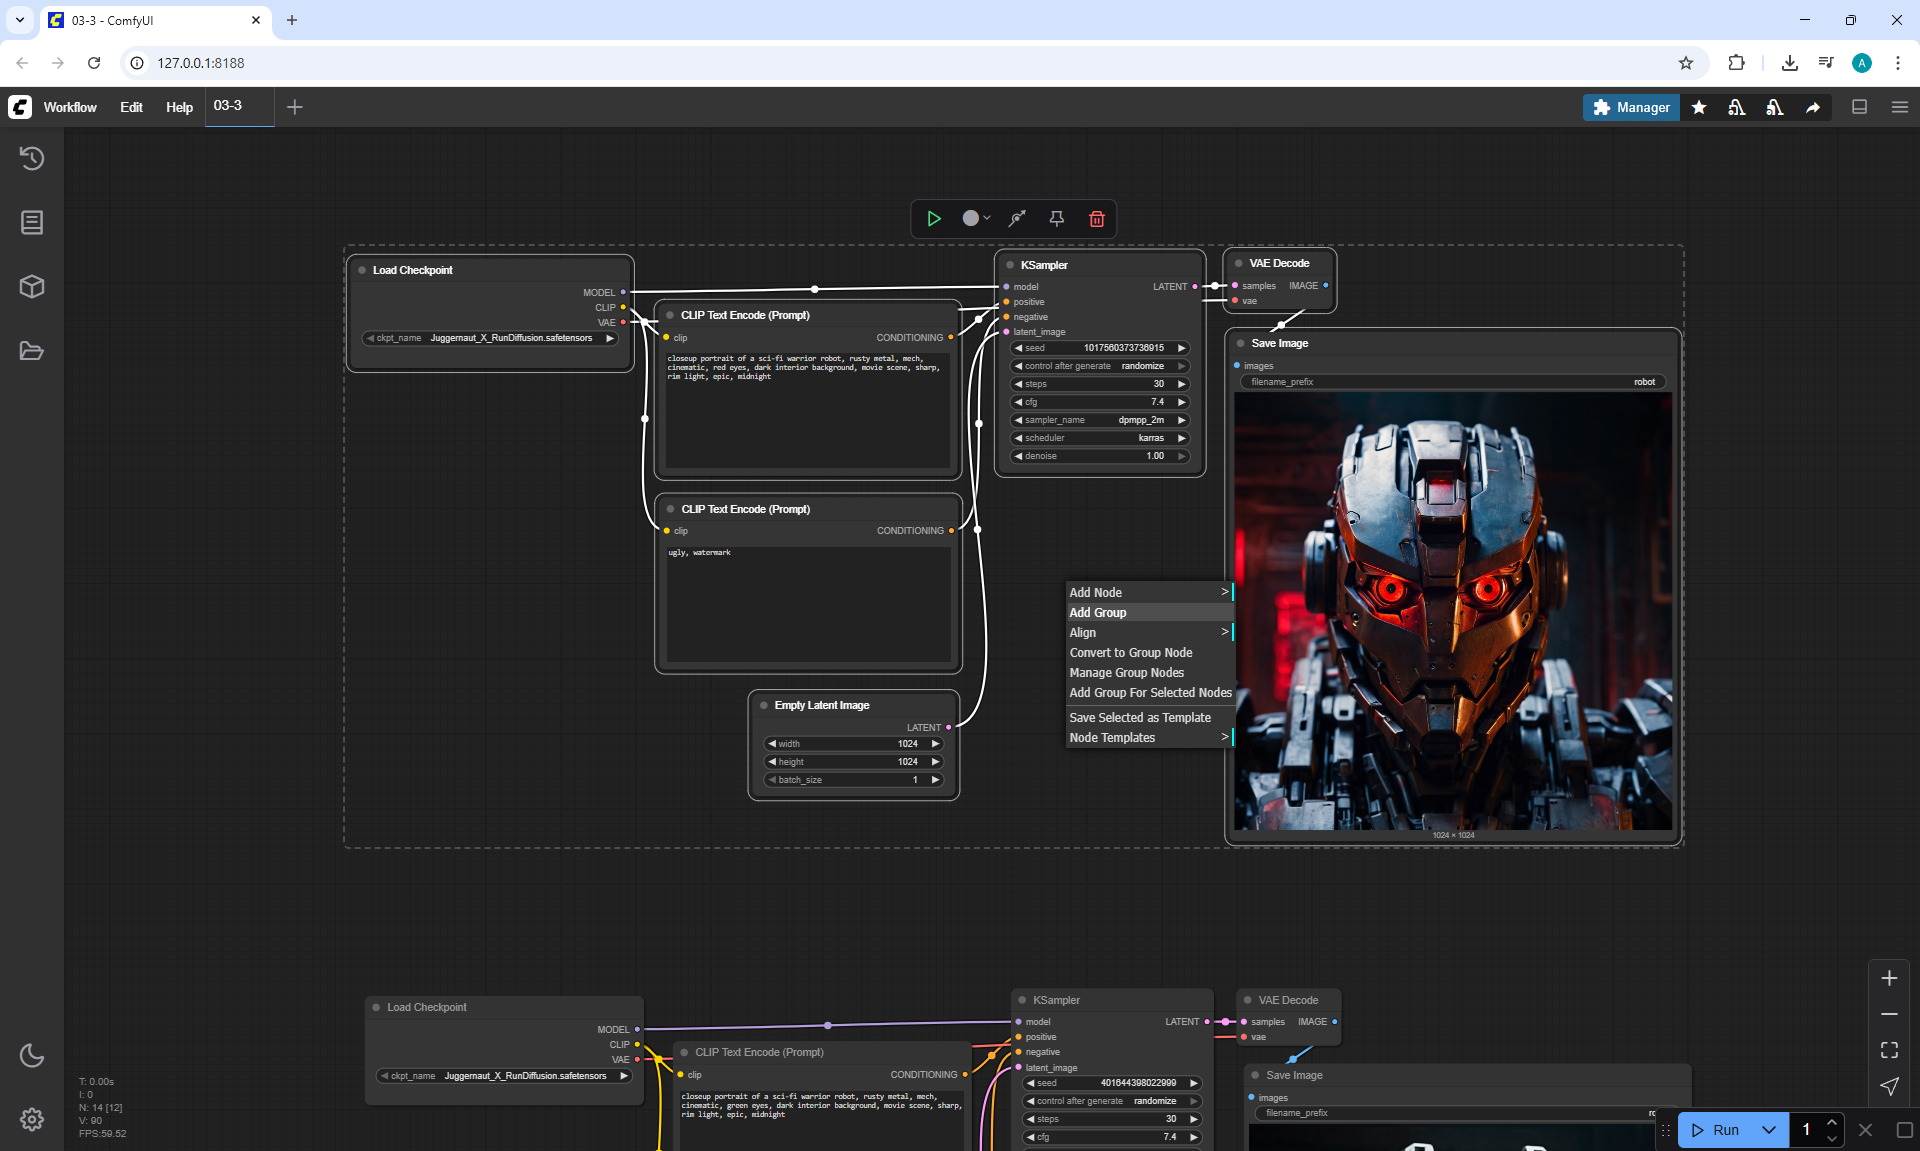 03-3 - ComfyUI
127.0.0.1:8188
A
Workflow Edit Help 03-3
Manager
Load Checkpoint
MODEL
CLIP
VAE
ckpt_name Juggernaut_X_RunDiffusion.safetensors
CLIP Text Encode (Prompt)
clip CONDITIONING
closeup portrait of a sci-fi warrior robot, rusty metal, mech,
cinematic, red eyes, dark interior background, movie scene, sharp,
rim light, epic, midnight
CLIP Text Encode (Prompt)
clip CONDITIONING
ugly, watermark
Empty Latent Image
LATENT
width 1024
height 1024
batch_size 1
KSampler
model LATENT
positive
negative
latent_image
seed 1017560373736915
control after generate randomize
steps 30
cfg 7.4
sampler_name dpmpp_2m
scheduler karras
denoise 1.00
VAE Decode
samples IMAGE
vae
Save Image
images
filename_prefix robot
1024 × 1024
Add Node >
Add Group
Align >
Convert to Group Node
Manage Group Nodes
Add Group For Selected Nodes
Save Selected as Template
Node Templates >
Load Checkpoint
MODEL
CLIP
VAE
ckpt_name Juggernaut_X_RunDiffusion.safetensors
CLIP Text Encode (Prompt)
clip CONDITIONING
closeup portrait of a sci-fi warrior robot, rusty metal, mech,
cinematic, green eyes, dark interior background, movie scene, sharp,
rim light, epic, midnight
KSampler
model LATENT
positive
negative
latent_image
seed 401644398022999
control after generate randomize
steps 30
cfg 7.4
VAE Decode
samples IMAGE
vae
Save Image
images
filename_prefix
T: 0.00s
I: 0
N: 14 [12]
V: 90
FPS:59.52
Run 1